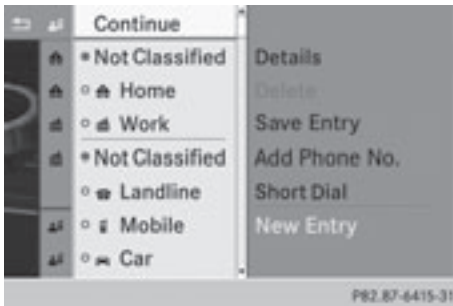 Continue
Not Classified
Home
Work
Not Classified
Landline
Mobile
Car
Details
Delete
Save Entry
Add Phone No.
Short Dial
New Entry
P82.87-6415-31